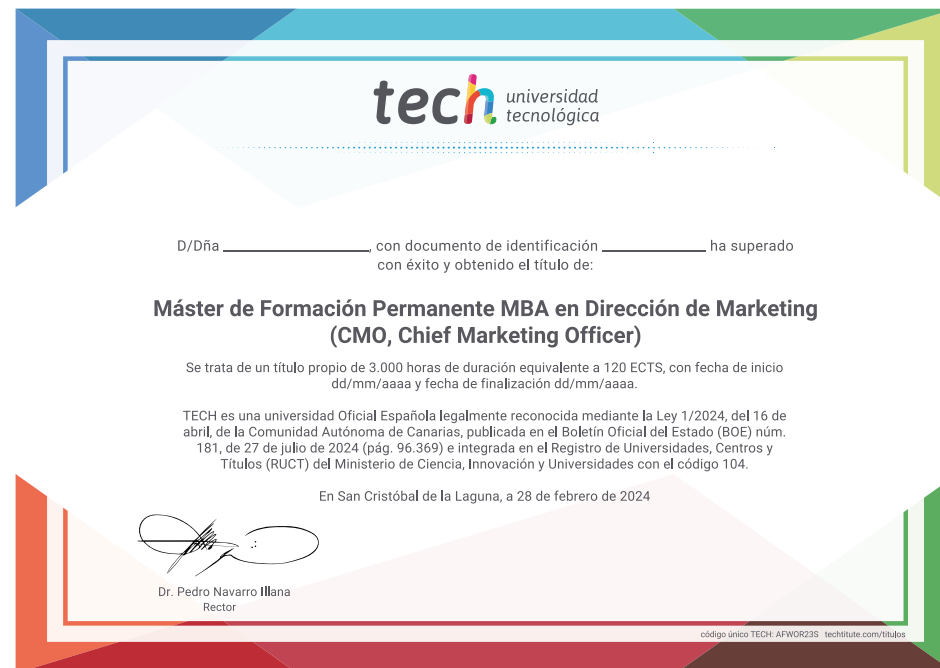 tech universidad
tecnológica
D/Dña ________________, con documento de identificación ____________ ha superado
con éxito y obtenido el título de:
Máster de Formación Permanente MBA en Dirección de Marketing
(CMO, Chief Marketing Officer)
Se trata de un título propio de 3.000 horas de duración equivalente a 120 ECTS, con fecha de inicio
dd/mm/aaaa y fecha de finalización dd/mm/aaaa.
TECH es una universidad Oficial Española legalmente reconocida mediante la Ley 1/2024, del 16 de
abril, de la Comunidad Autónoma de Canarias, publicada en el Boletín Oficial del Estado (BOE) núm.
181, de 27 de julio de 2024 (pág. 96.369) e integrada en el Registro de Universidades, Centros y
Títulos (RUCT) del Ministerio de Ciencia, Innovación y Universidades con el código 104.
En San Cristóbal de la Laguna, a 28 de febrero de 2024
Dr. Pedro Navarro Illana
Rector
código único TECH: AFWOR23S techtitute.com/titulos